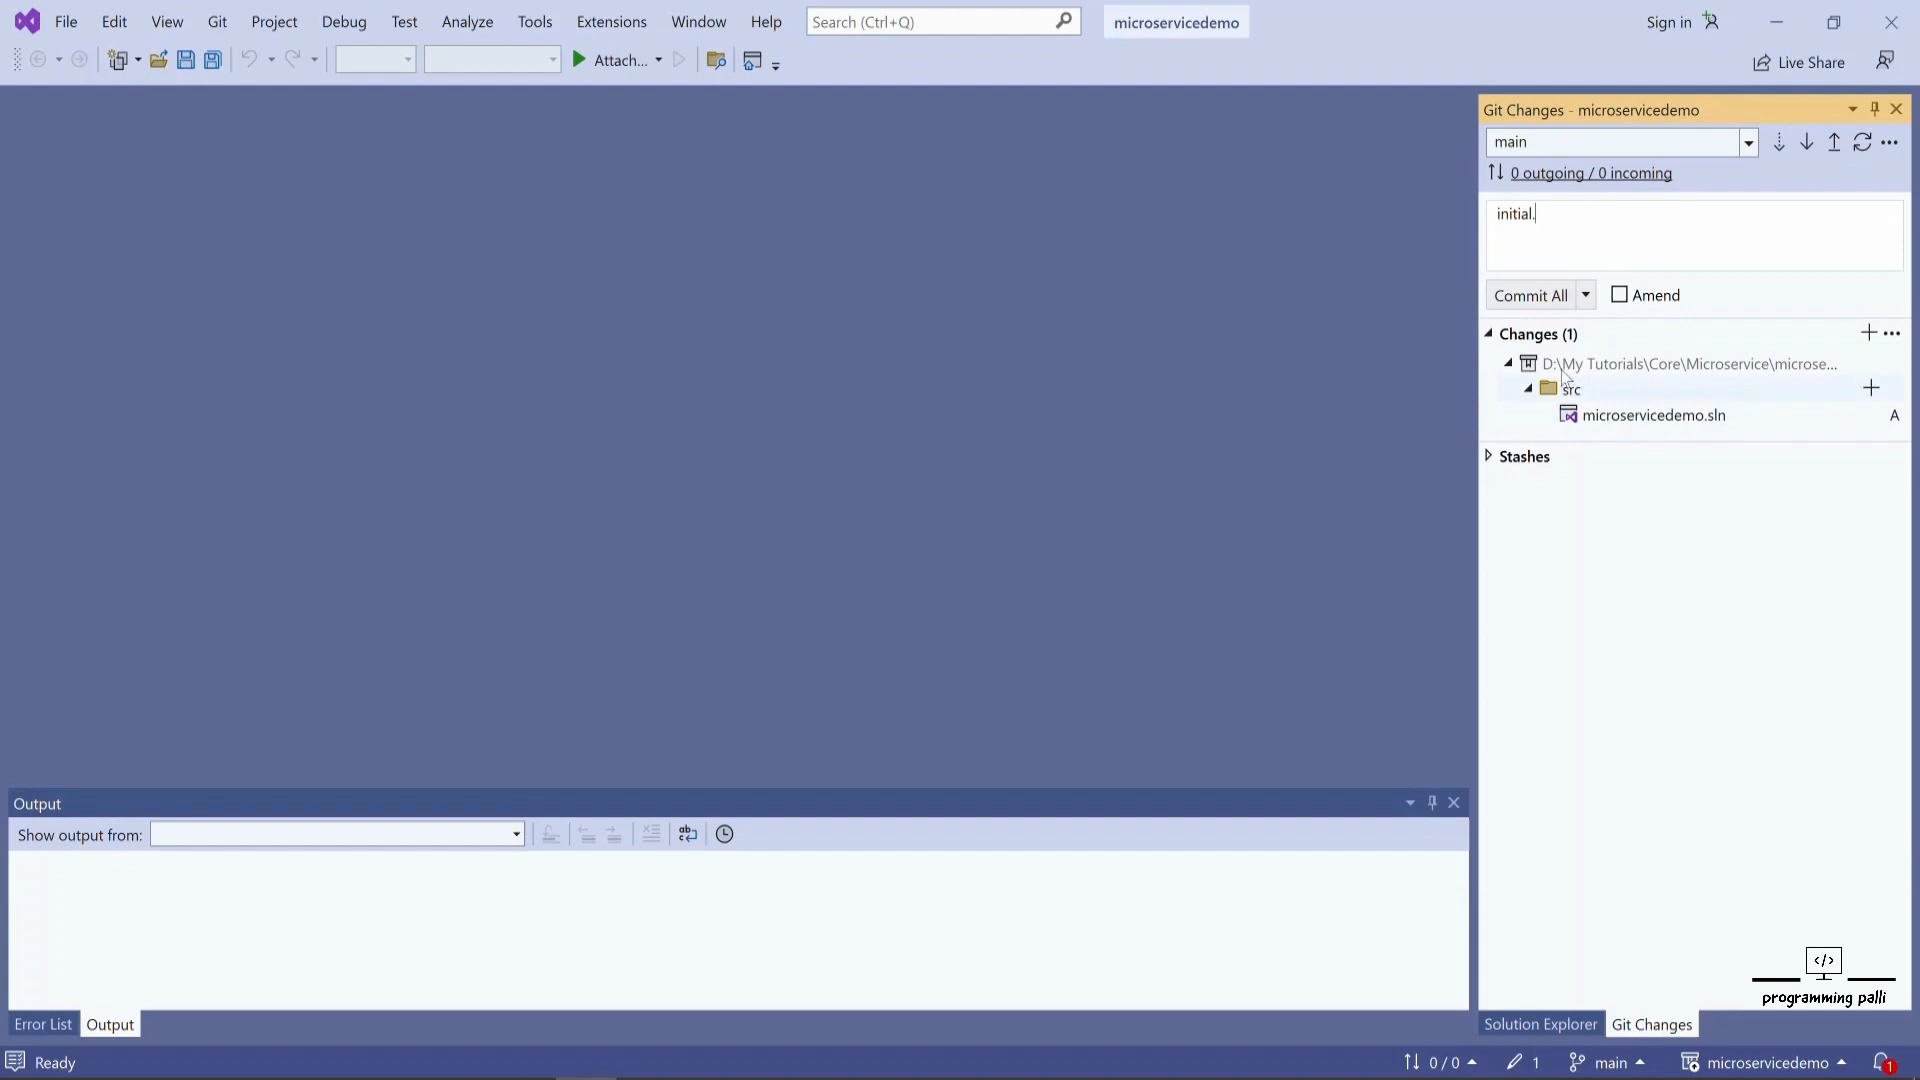 File Edit View Git Project Debug Test Analyze Tools Extensions Window Help Search (Ctrl+Q) microservicedemo Sign in
Attach... Live Share
Git Changes - microservicedemo
main
0 outgoing / 0 incoming
initial.
Commit All Amend
Changes (1)
D:\My Tutorials\Core\Microservice\microse...
src
microservicedemo.sln A
Stashes
Output
Show output from:
</>
programming palli
Error List Output
Solution Explorer Git Changes
Ready 0 / 0 1 main microservicedemo 1